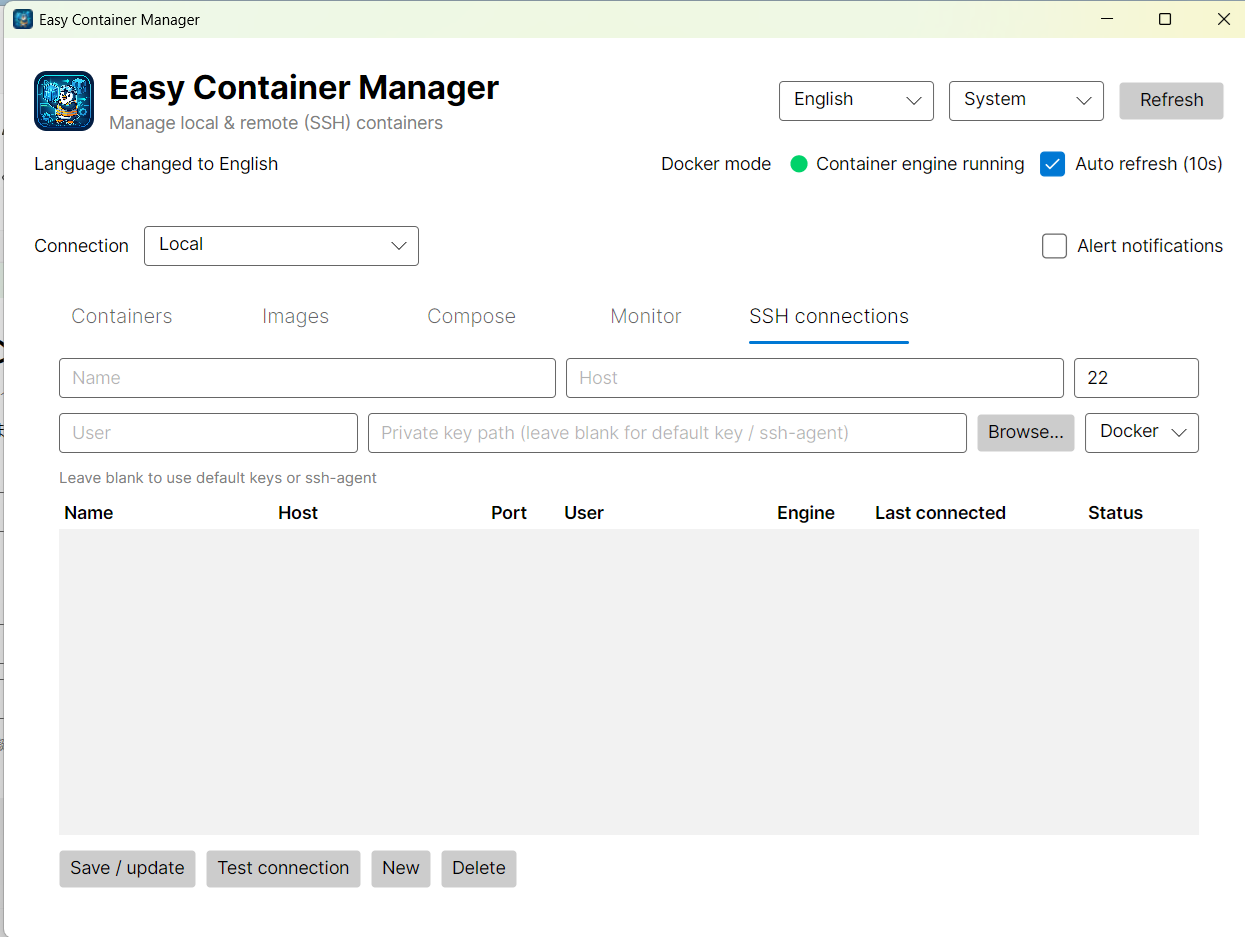 Easy Container Manager
Easy Container Manager
Manage local & remote (SSH) containers
English
System
Refresh
Language changed to English
Docker mode
Container engine running
Auto refresh (10s)
Connection
Local
Alert notifications
Containers
Images
Compose
Monitor
SSH connections
Name
Host
22
User
Private key path (leave blank for default key / ssh-agent)
Browse...
Docker
Leave blank to use default keys or ssh-agent
Name
Host
Port
User
Engine
Last connected
Status
Save / update
Test connection
New
Delete